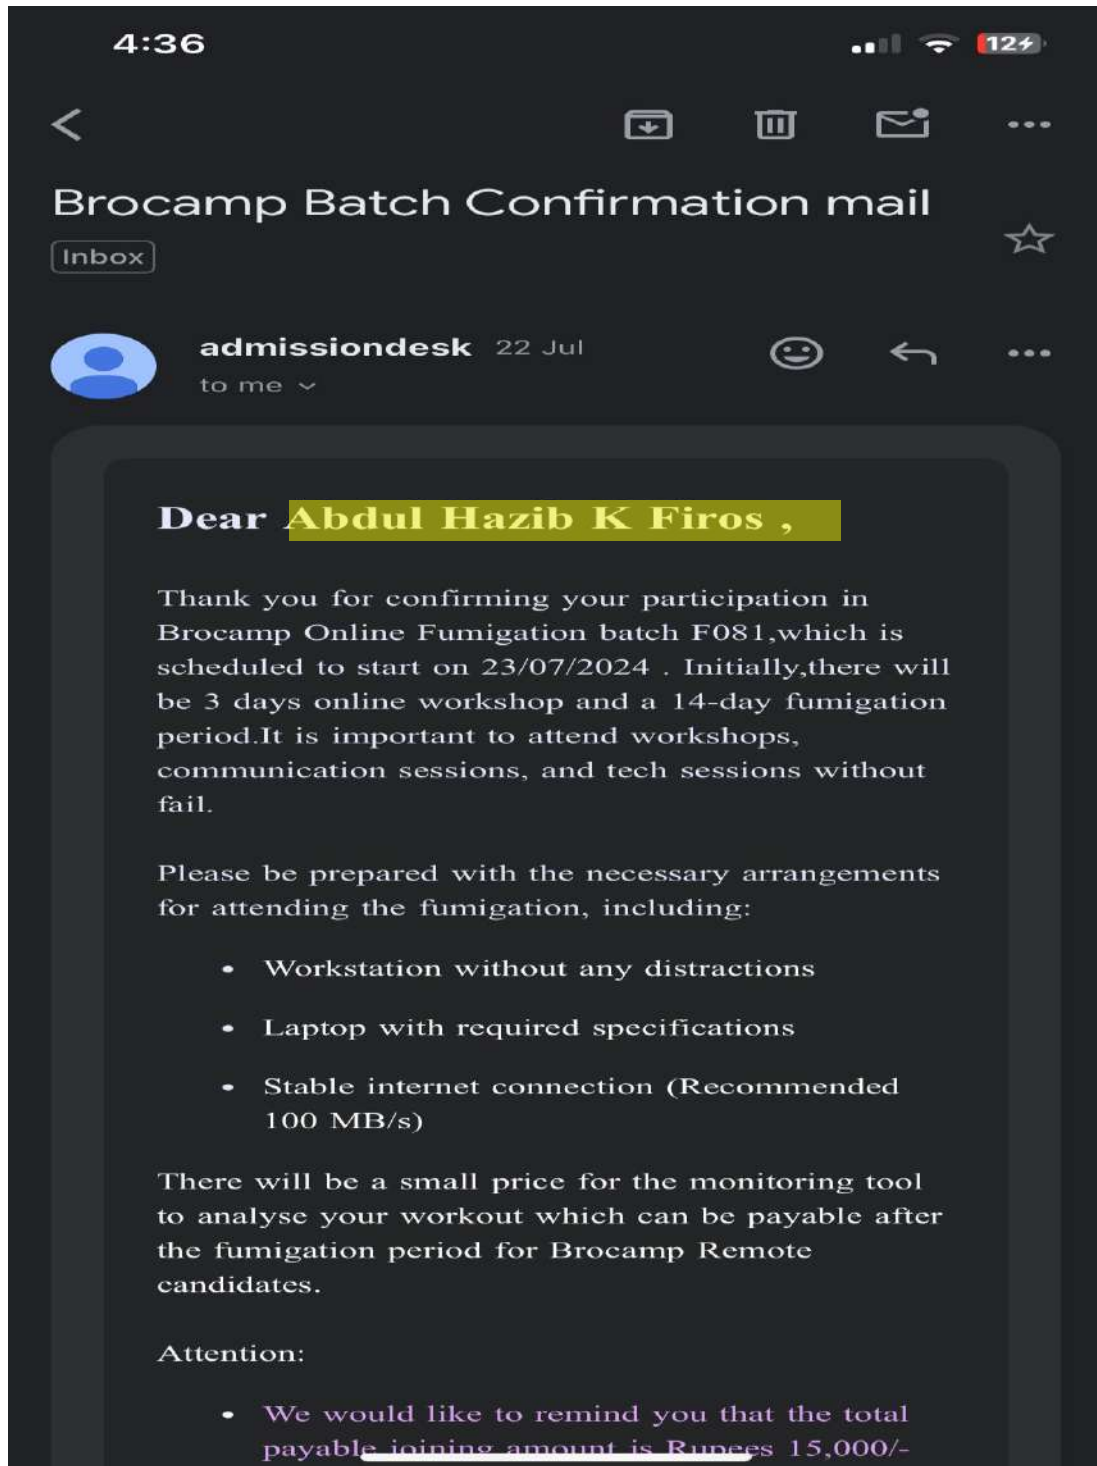 4:36
12
Brocamp Batch Confirmation mail
Inbox
admissiondesk 22 Jul
to me
Dear Abdul Hazib K Firos ,
Thank you for confirming your participation in
Brocamp Online Fumigation batch F081,which is
scheduled to start on 23/07/2024 . Initially,there will
be 3 days online workshop and a 14-day fumigation
period.It is important to attend workshops,
communication sessions, and tech sessions without
fail.
Please be prepared with the necessary arrangements
for attending the fumigation, including:
• Workstation without any distractions
• Laptop with required specifications
• Stable internet connection (Recommended
100 MB/s)
There will be a small price for the monitoring tool
to analyse your workout which can be payable after
the fumigation period for Brocamp Remote
candidates.
Attention:
• We would like to remind you that the total
payable joining amount is Rupees 15,000/-